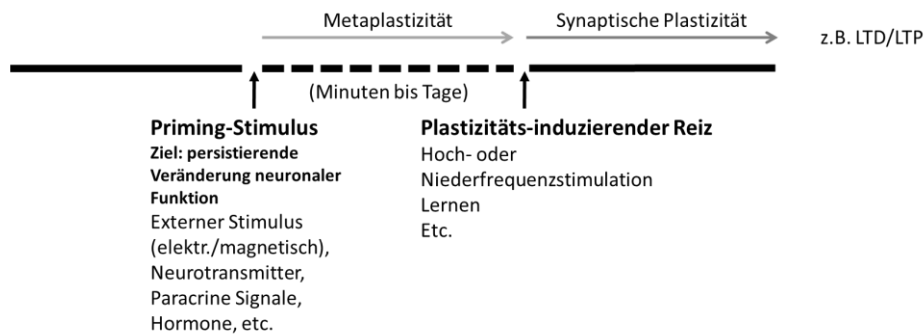 Metaplastizität
Synaptische Plastizität
z.B. LTD/LTP
(Minuten bis Tage)
Priming-Stimulus
Ziel: persistierende
Veränderung neuronaler
Funktion
Externer Stimulus
(elektr./magnetisch),
Neurotransmitter,
Paracrine Signale,
Hormone, etc.
Plastizitäts-induzierender Reiz
Hoch- oder
Niederfrequenzstimulation
Lernen
Etc.